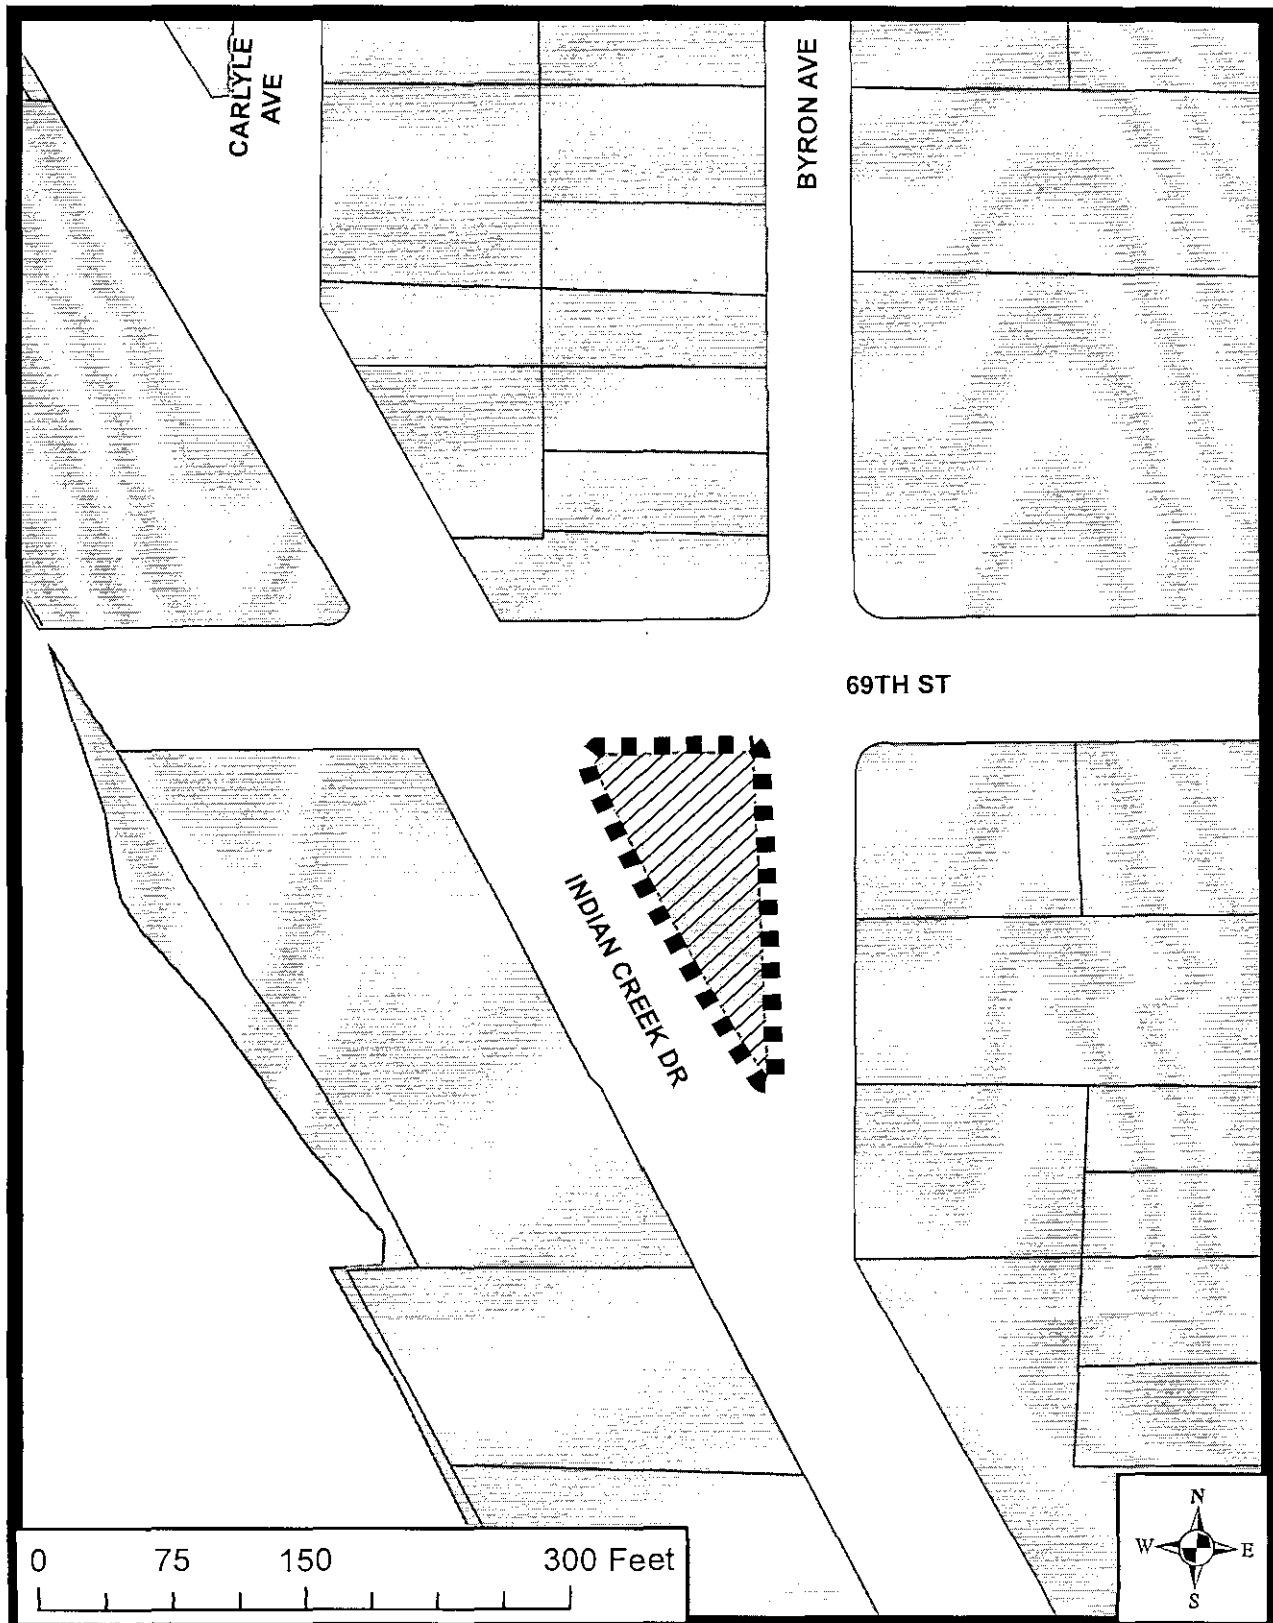 CARLYLE
AVE
BYRON AVE
69TH ST
INDIAN CREEK DR
0 75 150 300 Feet
N
W E
S